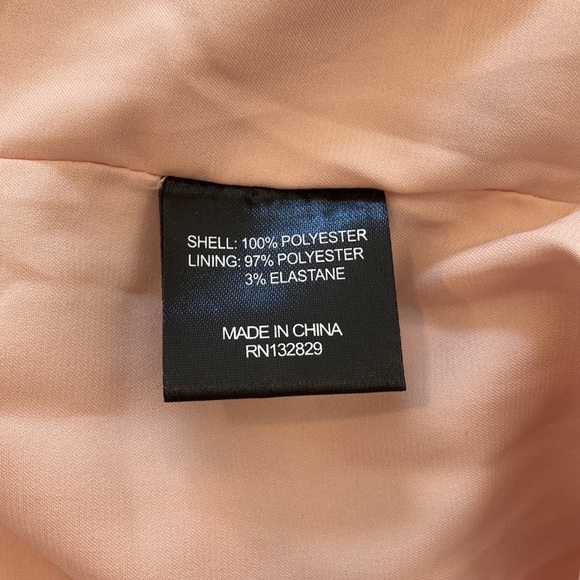 SHELL: 100% POLYESTER
LINING: 97% POLYESTER
3% ELASTANE
MADE IN CHINA
RN132829